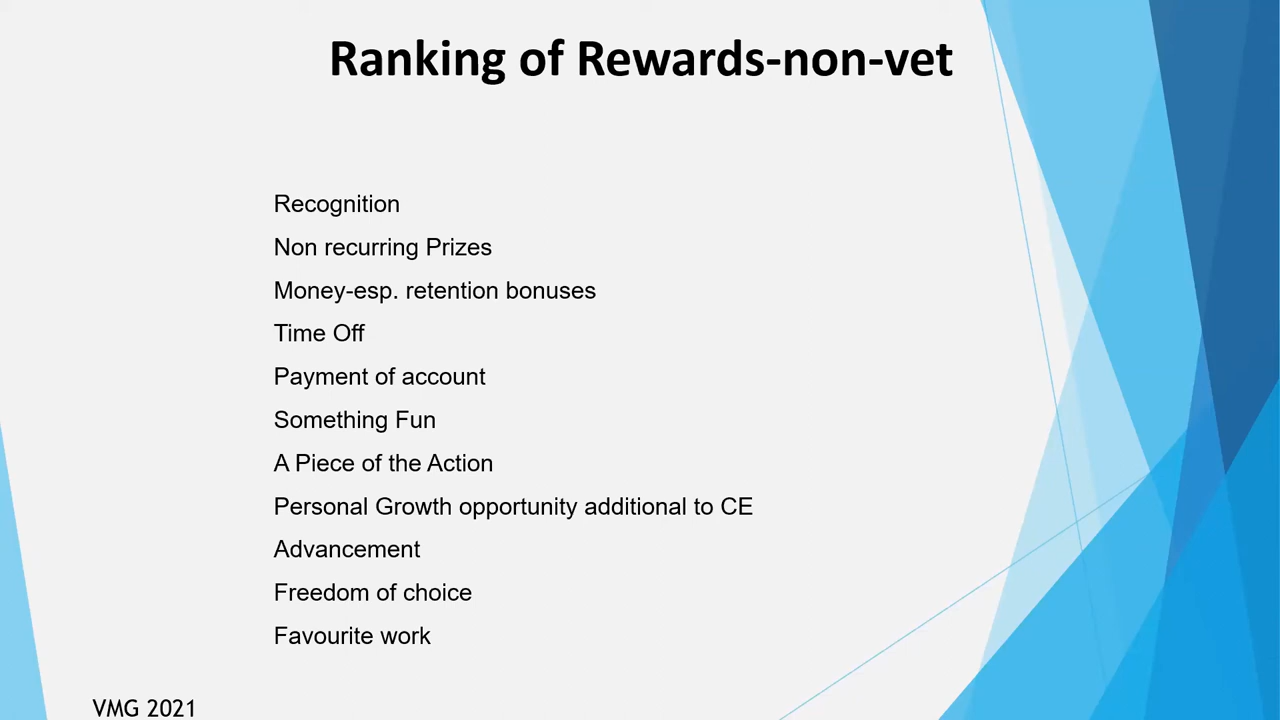 Ranking of Rewards-non-vet
Recognition
Non recurring Prizes
Money-esp. retention bonuses
Time Off
Payment of account
Something Fun
A Piece of the Action
Personal Growth opportunity additional to CE
Advancement
Freedom of choice
Favourite work
VMG 2021